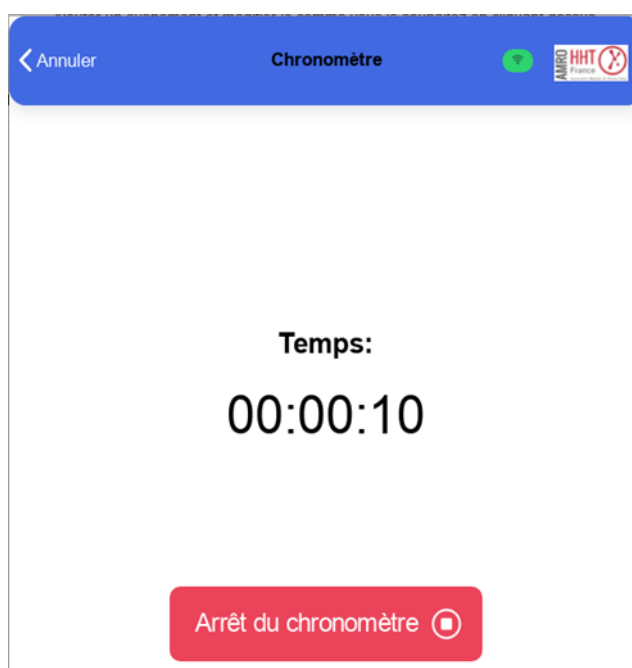 Annuler
Chronomètre
AMRO
HHT
France
Temps:
00:00:10
Arrêt du chronomètre